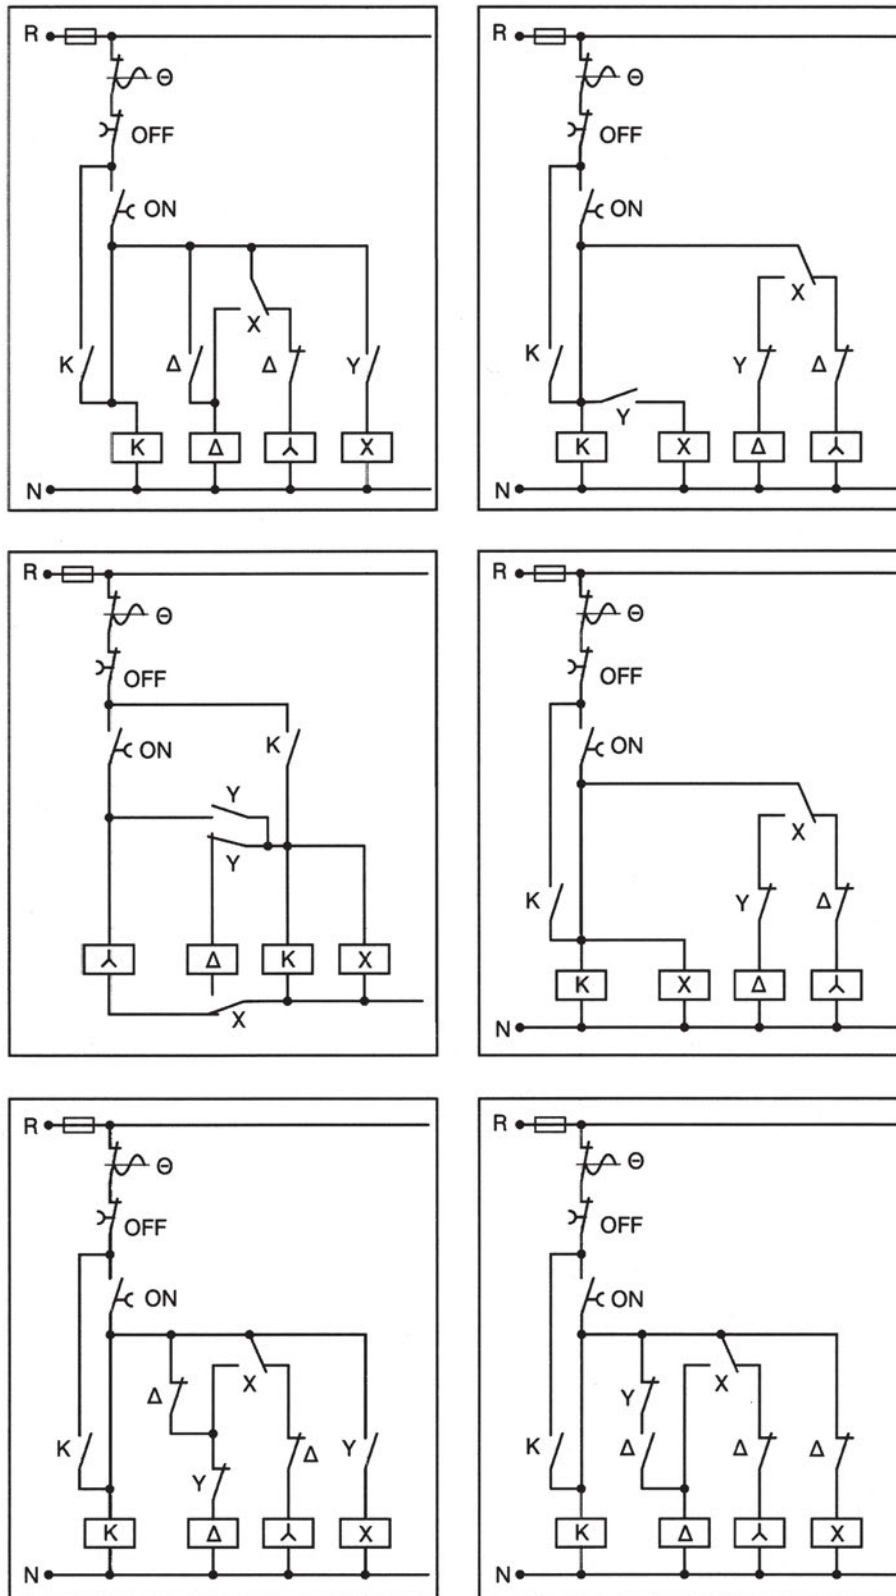 R
Θ
OFF
ON
K Δ X Δ Y
K Δ ⅄ X
N
R
Θ
OFF
ON
X
K Y Δ
Y
K X Δ ⅄
N
R
Θ
OFF
ON K
Y
Y
⅄ Δ K X
X
R
Θ
OFF
ON
X
K Y Δ
K X Δ ⅄
N
R
Θ
OFF
ON
Δ X
K Y Δ Y
K Δ ⅄ X
N
R
Θ
OFF
ON
Y X
K Δ Δ Δ
K Δ ⅄ X
N